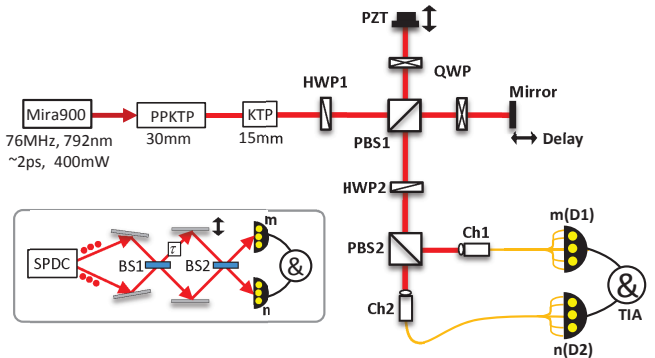 PZT
QWP
HWP1
Mirror
Mira900
PPKTP
KTP
76MHz, 792nm
30mm
15mm
PBS1
Delay
~2ps, 400mW
HWP2
m
Ch1
m(D1)
τ
PBS2
SPDC
BS1
BS2
&
&
Ch2
TIA
n
n(D2)